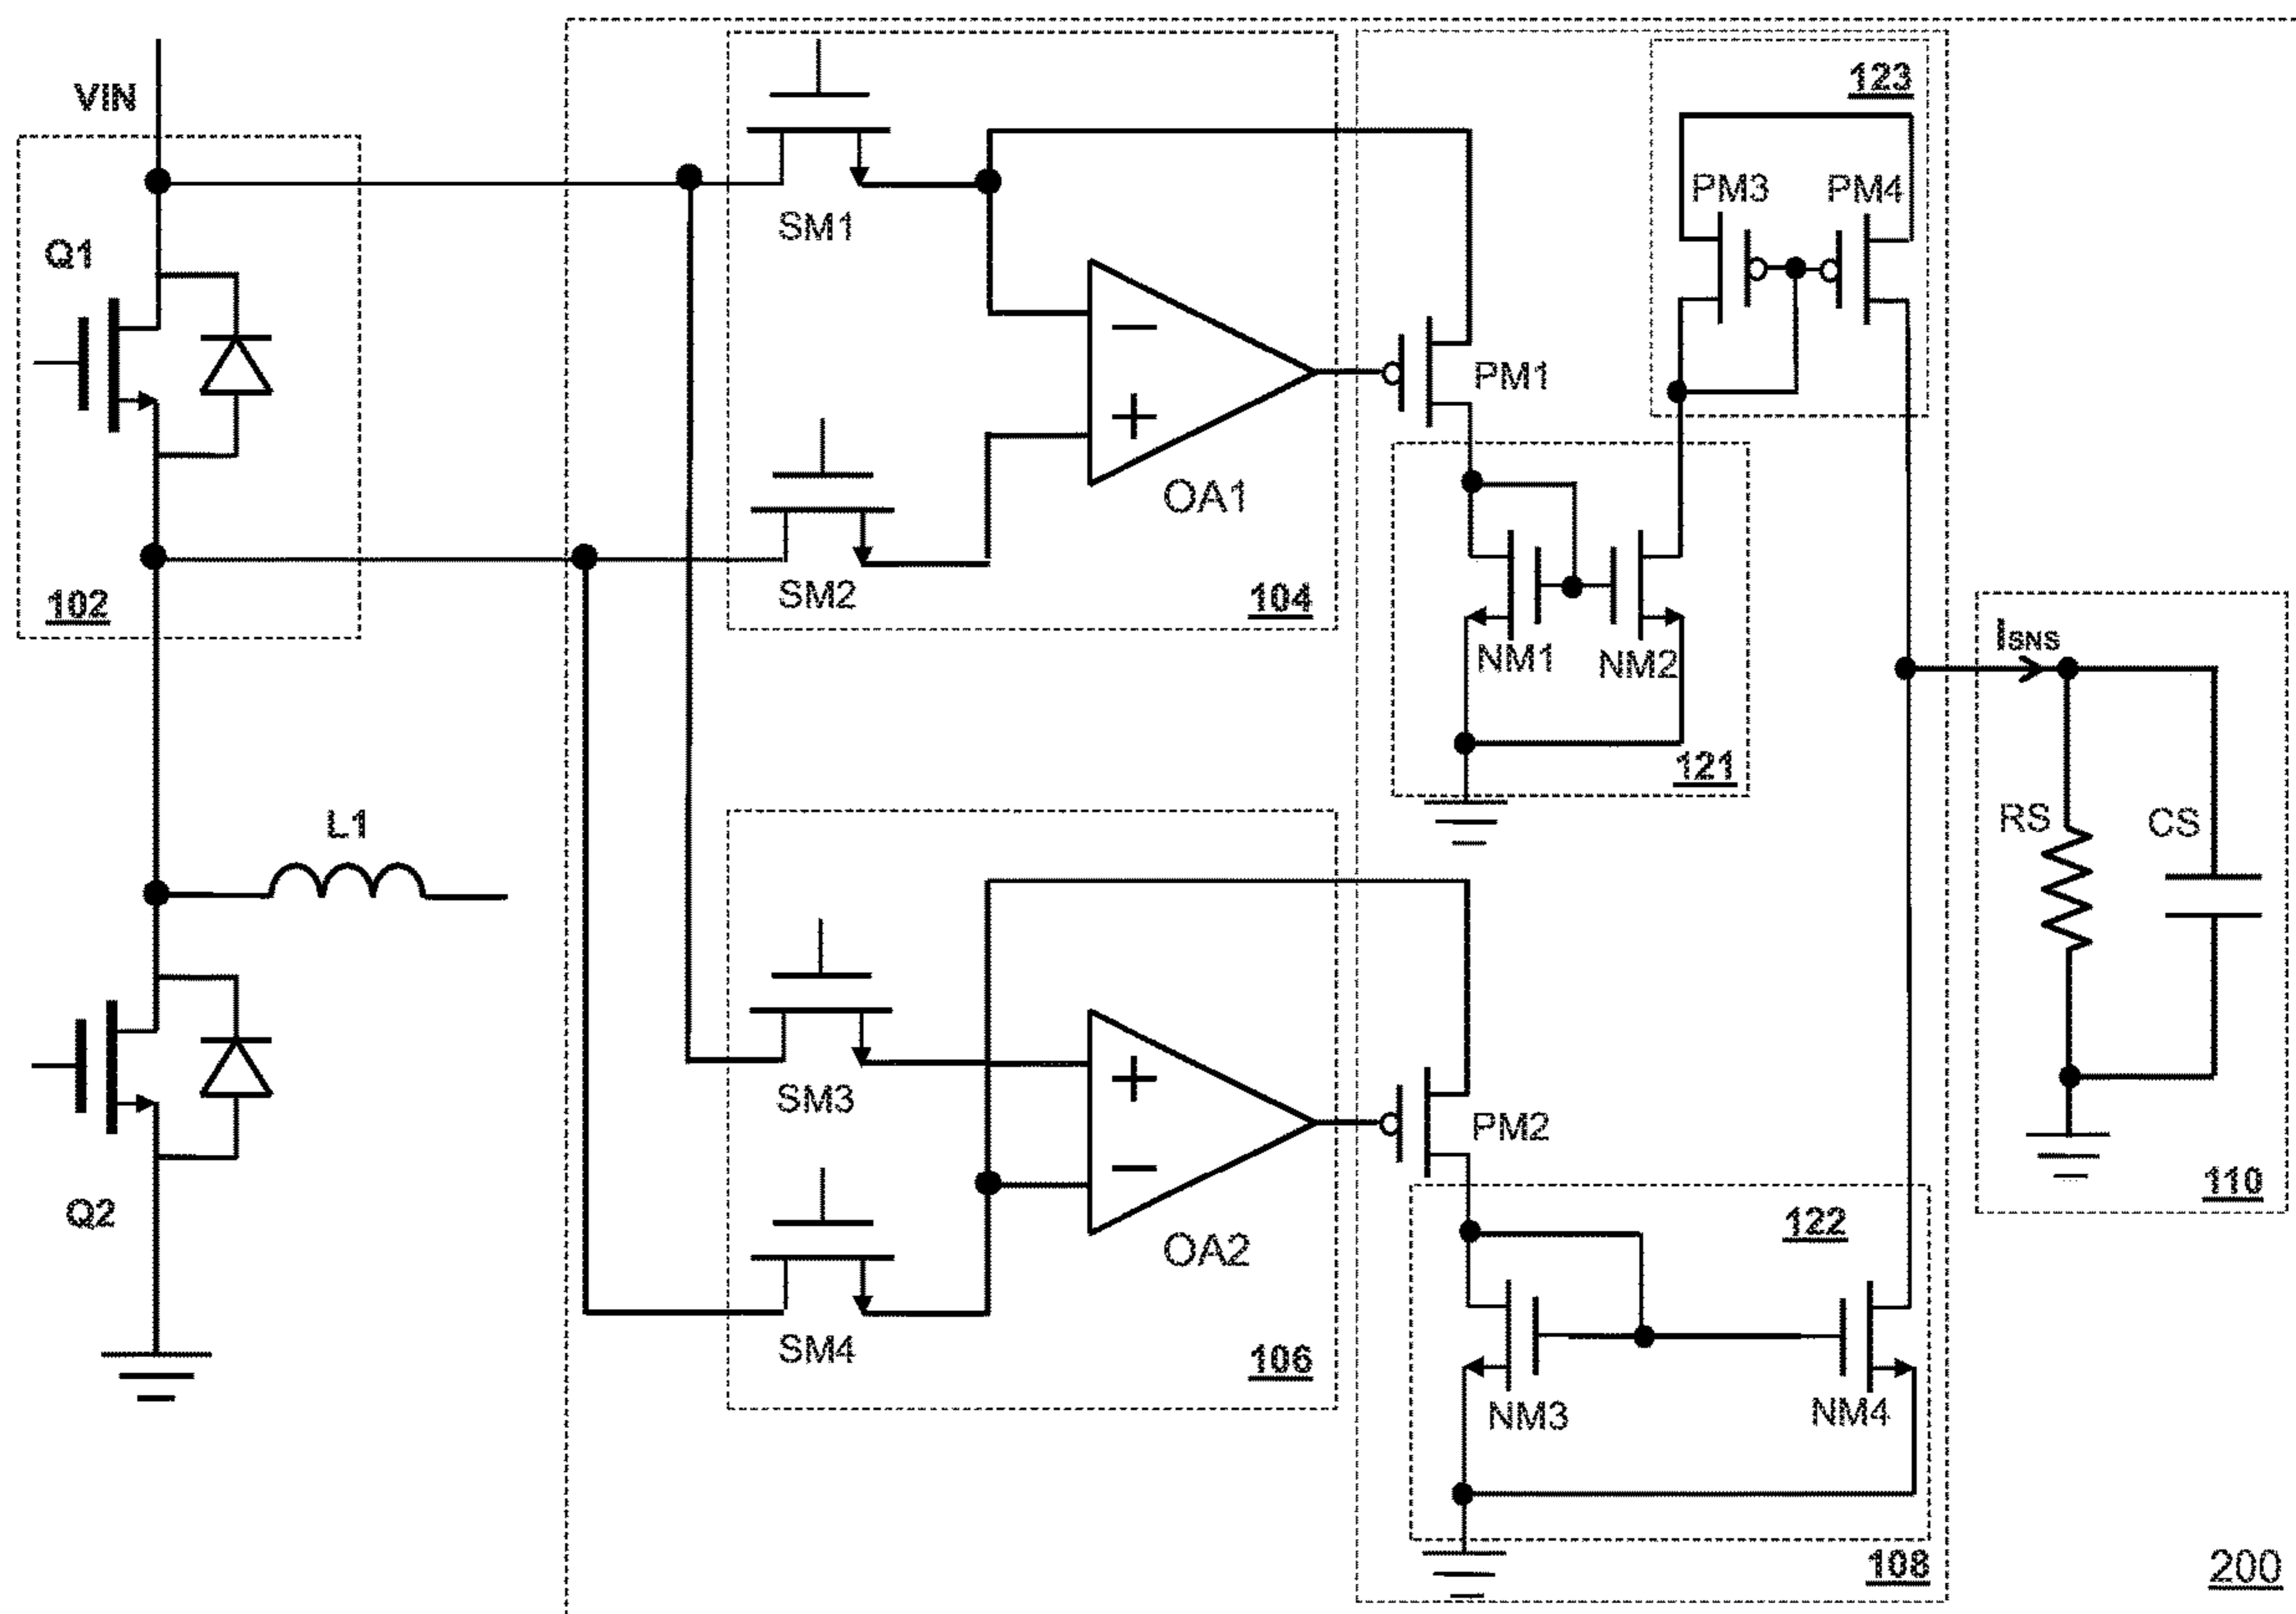 VIN
Q1
102
SM1
−
+
OA1
SM2
104
PM1
123
PM3
PM4
NM1
NM2
121
ISNS
RS
CS
110
L1
Q2
SM3
+
−
OA2
SM4
106
PM2
122
NM3
NM4
108
200